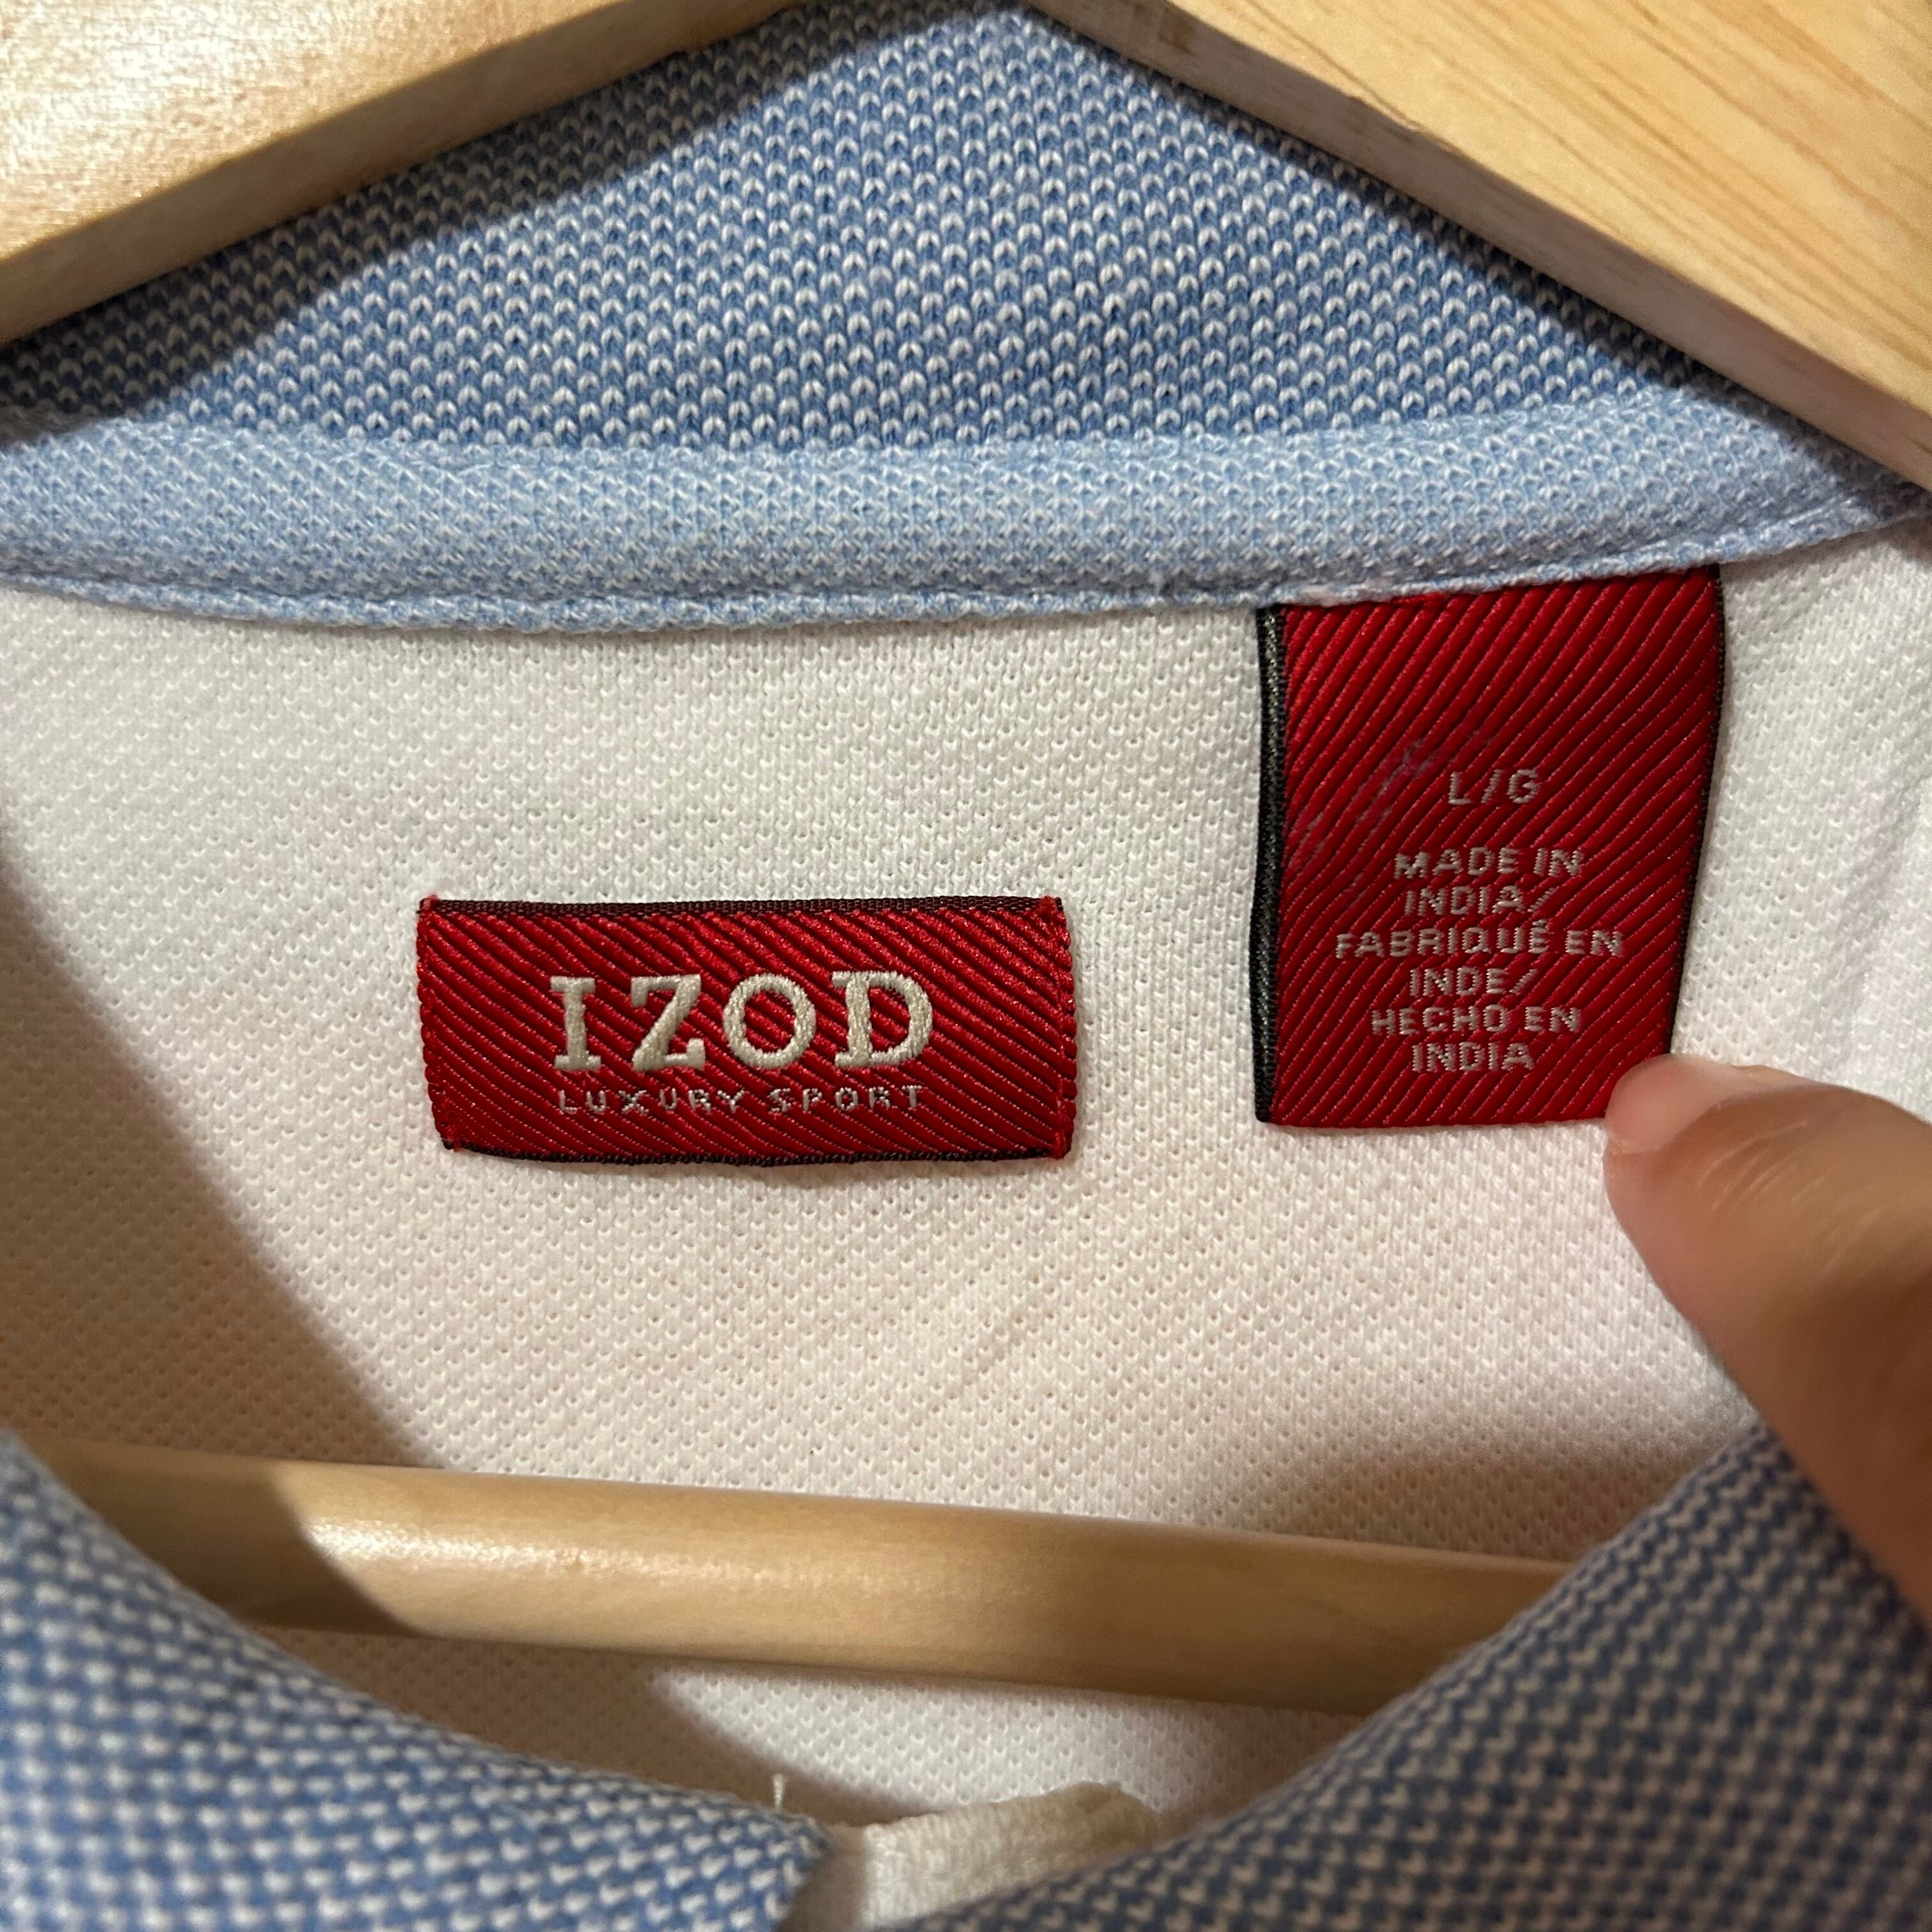 IZOD
LUXURY SPORT
L/G
MADE IN
INDIA/
FABRIQUÉ EN
INDE/
HECHO EN
INDIA